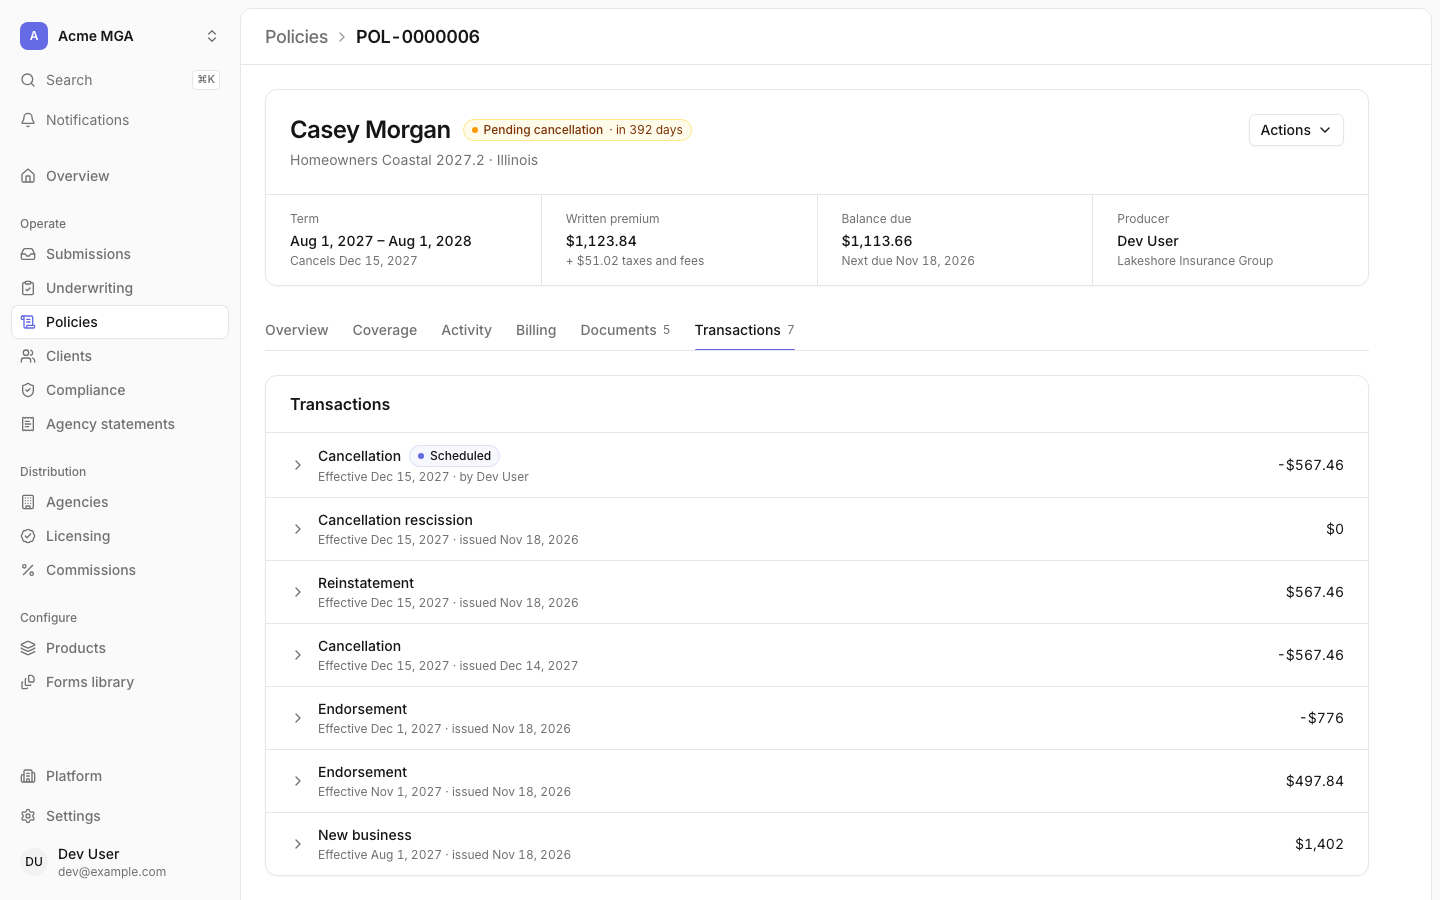 A
Acme MGA
Search
⌘K
Notifications
Overview
Operate
Submissions
Underwriting
Policies
Clients
Compliance
Agency statements
Distribution
Agencies
Licensing
Commissions
Configure
Products
Forms library
Platform
Settings
DU
Dev User
dev@example.com
Policies
POL-0000006
Casey Morgan
Pending cancellation · in 392 days
Actions
Homeowners Coastal 2027.2 · Illinois
Term
Aug 1, 2027 – Aug 1, 2028
Cancels Dec 15, 2027
Written premium
$1,123.84
+ $51.02 taxes and fees
Balance due
$1,113.66
Next due Nov 18, 2026
Producer
Dev User
Lakeshore Insurance Group
Overview
Coverage
Activity
Billing
Documents 5
Transactions 7
Transactions
Cancellation Scheduled
Effective Dec 15, 2027 · by Dev User
-$567.46
Cancellation rescission
Effective Dec 15, 2027 · issued Nov 18, 2026
$0
Reinstatement
Effective Dec 15, 2027 · issued Nov 18, 2026
$567.46
Cancellation
Effective Dec 15, 2027 · issued Dec 14, 2027
-$567.46
Endorsement
Effective Dec 1, 2027 · issued Nov 18, 2026
-$776
Endorsement
Effective Nov 1, 2027 · issued Nov 18, 2026
$497.84
New business
Effective Aug 1, 2027 · issued Nov 18, 2026
$1,402